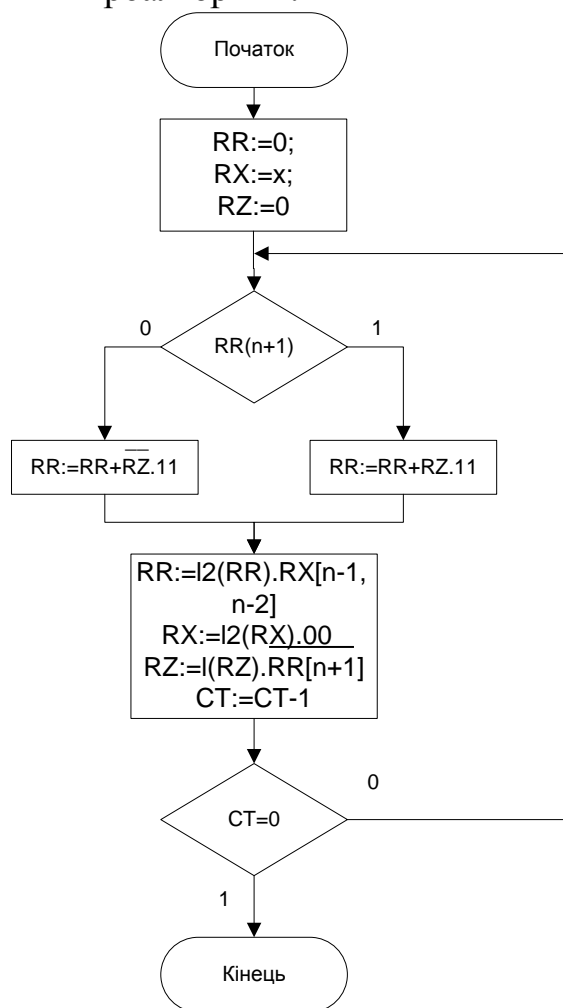 Початок
RR:=0;
RX:=x;
RZ:=0
RR(n+1)
0
1
RR:=RR+R̅Z̅.11
RR:=RR+RZ.11
RR:=l2(RR).RX[n-1,
n-2]
RX:=l2(RX).00
RZ:=l(RZ).R̅R̅[̅n̅+̅1̅]̅
CT:=CT-1
CT=0
0
1
Кінець